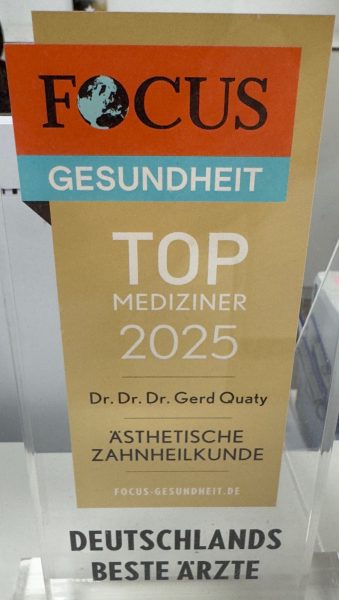 FOCUS
GESUNDHEIT
TOP
MEDIZINER
2025
Dr. Dr. Dr. Gerd Quaty
ÄSTHETISCHE
ZAHNHEILKUNDE
FOCUS-GESUNDHEIT.DE
DEUTSCHLANDS
BESTE ÄRZTE